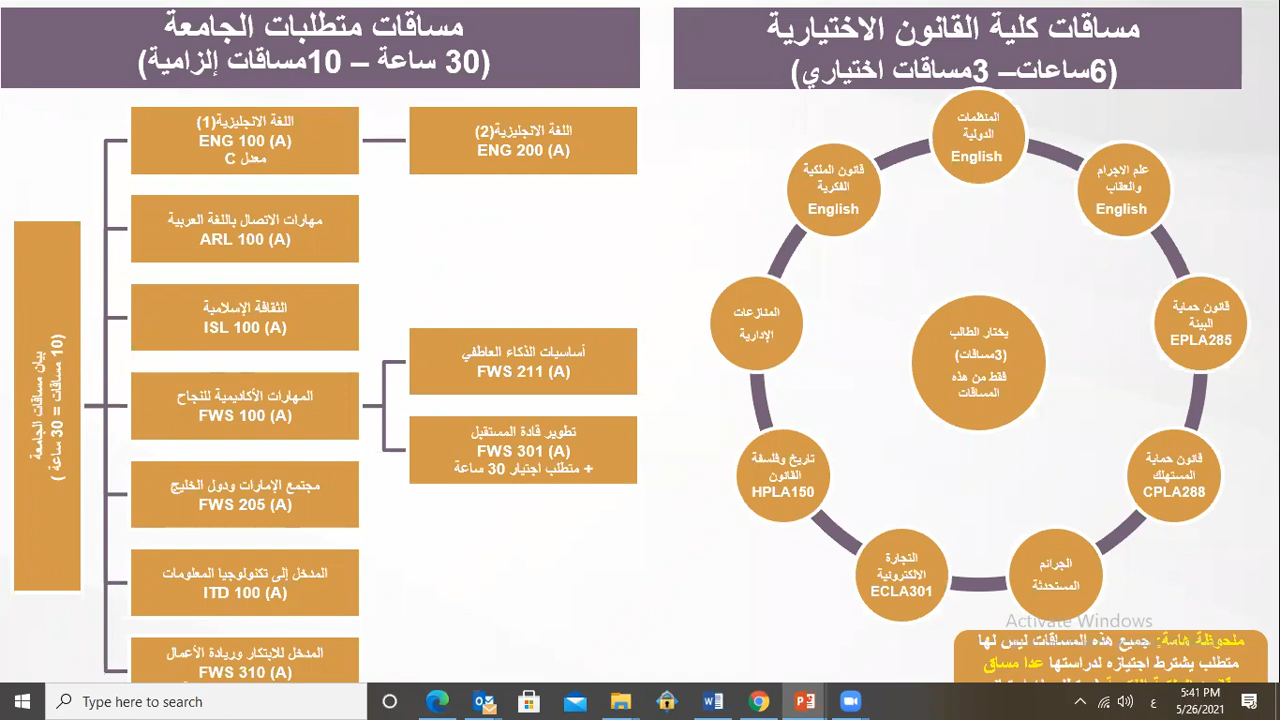 مساقات كلية القانون الاختيارية
(6ساعات– 3مساقات اختياري)
المنظمات
الدولية
English
علم الاجرام
والعقاب
English
قانون حماية
البيئة
EPLA285
قانون حماية
المستهلك
CPLA288
الجرائم
المستحدثة
التجارة
الالكترونية
ECLA301
تاريخ وفلسفة
القانون
HPLA150
المنازعات
الإدارية
قانون الملكية
الفكرية
English
يختار الطالب
(3مساقات)
فقط من هذه
المساقات
Activate Windows
ملحوظة هامة: جميع هذه المساقات ليس لها
متطلب يشترط اجتيازه لدراستها عدا مساق
مساقات متطلبات الجامعة
(30 ساعة – 10مساقات إلزامية)
بيان مساقات الجامعة
(10 مساقات = 30 ساعة )
اللغة الانجليزية(1)
ENG 100 (A)
معدل C
اللغة الانجليزية(2)
ENG 200 (A)
مهارات الاتصال باللغة العربية
ARL 100 (A)
الثقافة الإسلامية
ISL 100 (A)
المهارات الأكاديمية للنجاح
FWS 100 (A)
أساسيات الذكاء العاطفي
FWS 211 (A)
تطوير قادة المستقبل
FWS 301 (A)
+ متطلب اجتياز 30 ساعة
مجتمع الإمارات ودول الخليج
FWS 205 (A)
المدخل إلى تكنولوجيا المعلومات
ITD 100 (A)
المدخل للابتكار وريادة الأعمال
FWS 310 (A)
Type here to search
ع
5:41 PM
5/26/2021